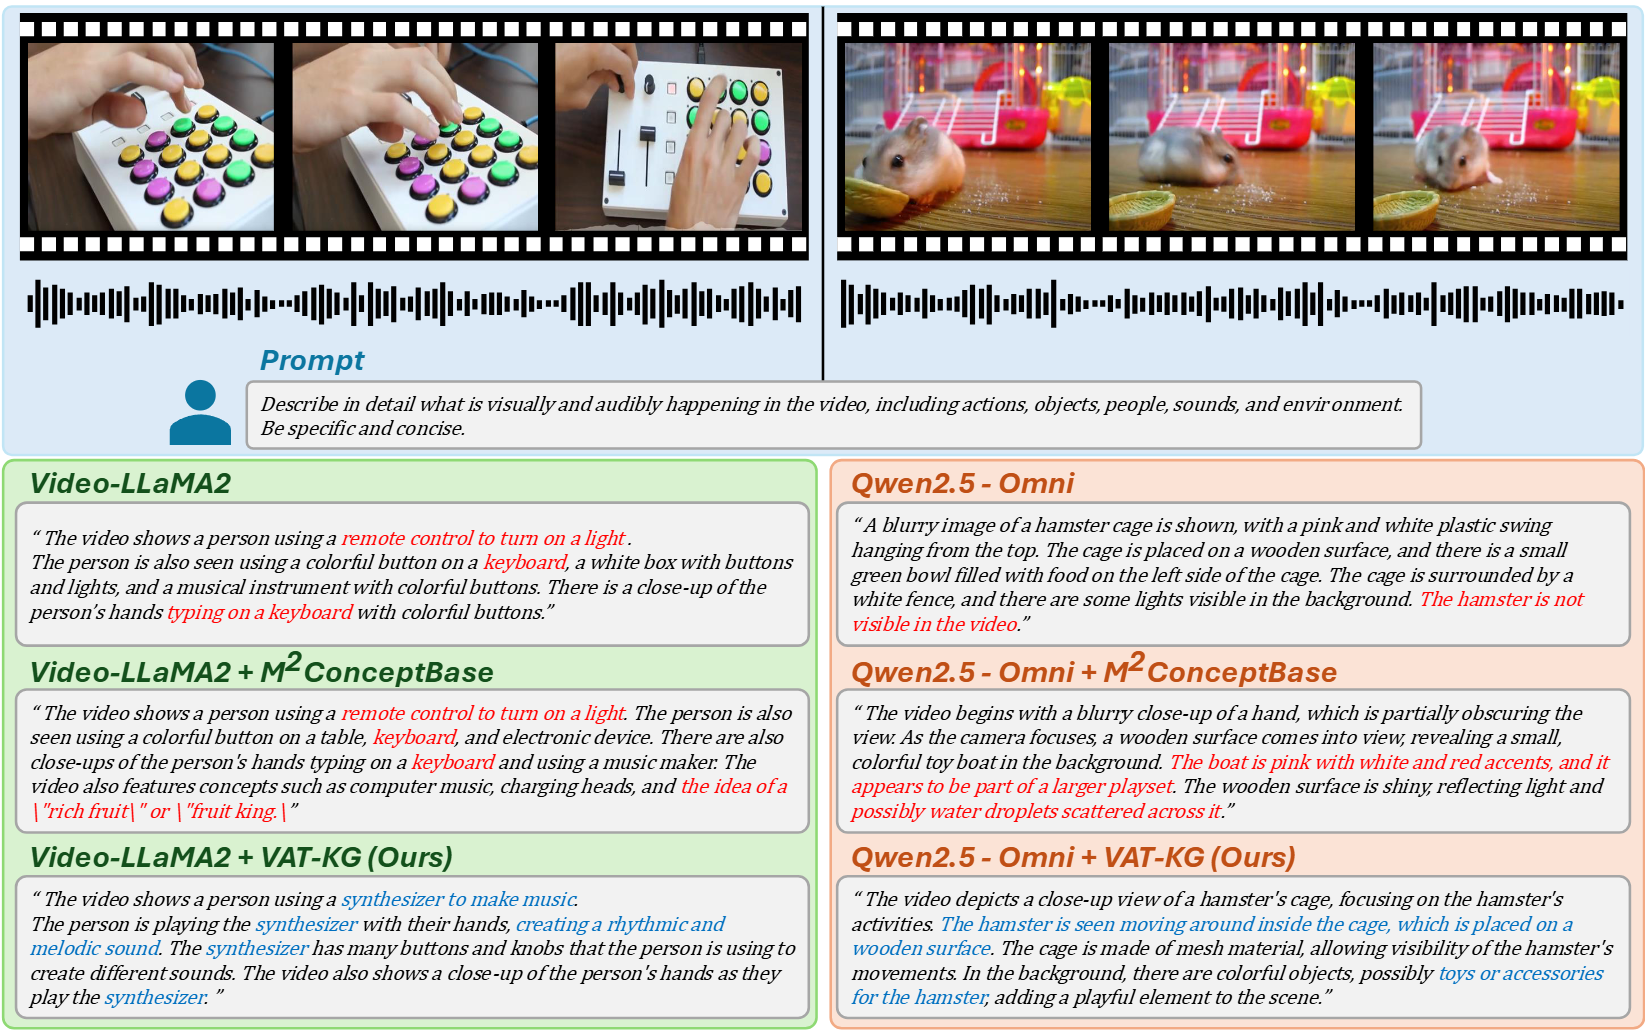 Prompt
Describe in detail what is visually and audibly happening in the video, including actions, objects, people, sounds, and environment.
Be specific and concise.
Video-LLaMA2
“ The video shows a person using a remote control to turn on a light .
The person is also seen using a colorful button on a keyboard, a white box with buttons
and lights, and a musical instrument with colorful buttons. There is a close-up of the
person's hands typing on a keyboard with colorful buttons.”
Video-LLaMA2 + M² ConceptBase
“ The video shows a person using a remote control to turn on a light. The person is also
seen using a colorful button on a table, keyboard, and electronic device. There are also
close-ups of the person's hands typing on a keyboard and using a music maker. The
video also features concepts such as computer music, charging heads, and the idea of a
\"rich fruit\" or \"fruit king.\”
Video-LLaMA2 + VAT-KG (Ours)
“ The video shows a person using a synthesizer to make music.
The person is playing the synthesizer with their hands, creating a rhythmic and
melodic sound. The synthesizer has many buttons and knobs that the person is using to
create different sounds. The video also shows a close-up of the person's hands as they
play the synthesizer. ”
Qwen2.5 - Omni
“ A blurry image of a hamster cage is shown, with a pink and white plastic swing
hanging from the top. The cage is placed on a wooden surface, and there is a small
green bowl filled with food on the left side of the cage. The cage is surrounded by a
white fence, and there are some lights visible in the background. The hamster is not
visible in the video.”
Qwen2.5 - Omni + M² ConceptBase
“ The video begins with a blurry close-up of a hand, which is partially obscuring the
view. As the camera focuses, a wooden surface comes into view, revealing a small,
colorful toy boat in the background. The boat is pink with white and red accents, and it
appears to be part of a larger playset. The wooden surface is shiny, reflecting light and
possibly water droplets scattered across it.”
Qwen2.5 - Omni + VAT-KG (Ours)
“ The video depicts a close-up view of a hamster's cage, focusing on the hamster's
activities. The hamster is seen moving around inside the cage, which is placed on a
wooden surface. The cage is made of mesh material, allowing visibility of the hamster's
movements. In the background, there are colorful objects, possibly toys or accessories
for the hamster, adding a playful element to the scene.”